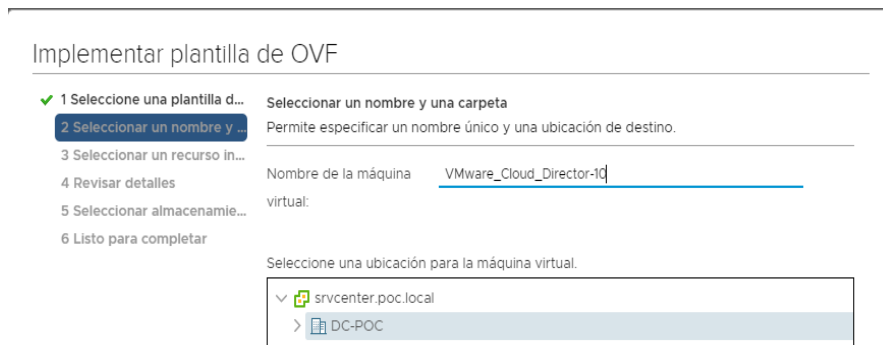 Implementar plantilla de OVF
1 Seleccione una plantilla d...
2 Seleccionar un nombre y ...
3 Seleccionar un recurso in...
4 Revisar detalles
5 Seleccionar almacenamie...
6 Listo para completar
Seleccionar un nombre y una carpeta
Permite especificar un nombre único y una ubicación de destino.
Nombre de la máquina
virtual:
VMware_Cloud_Director-10
Seleccione una ubicación para la máquina virtual.
srvcenter.poc.local
DC-POC